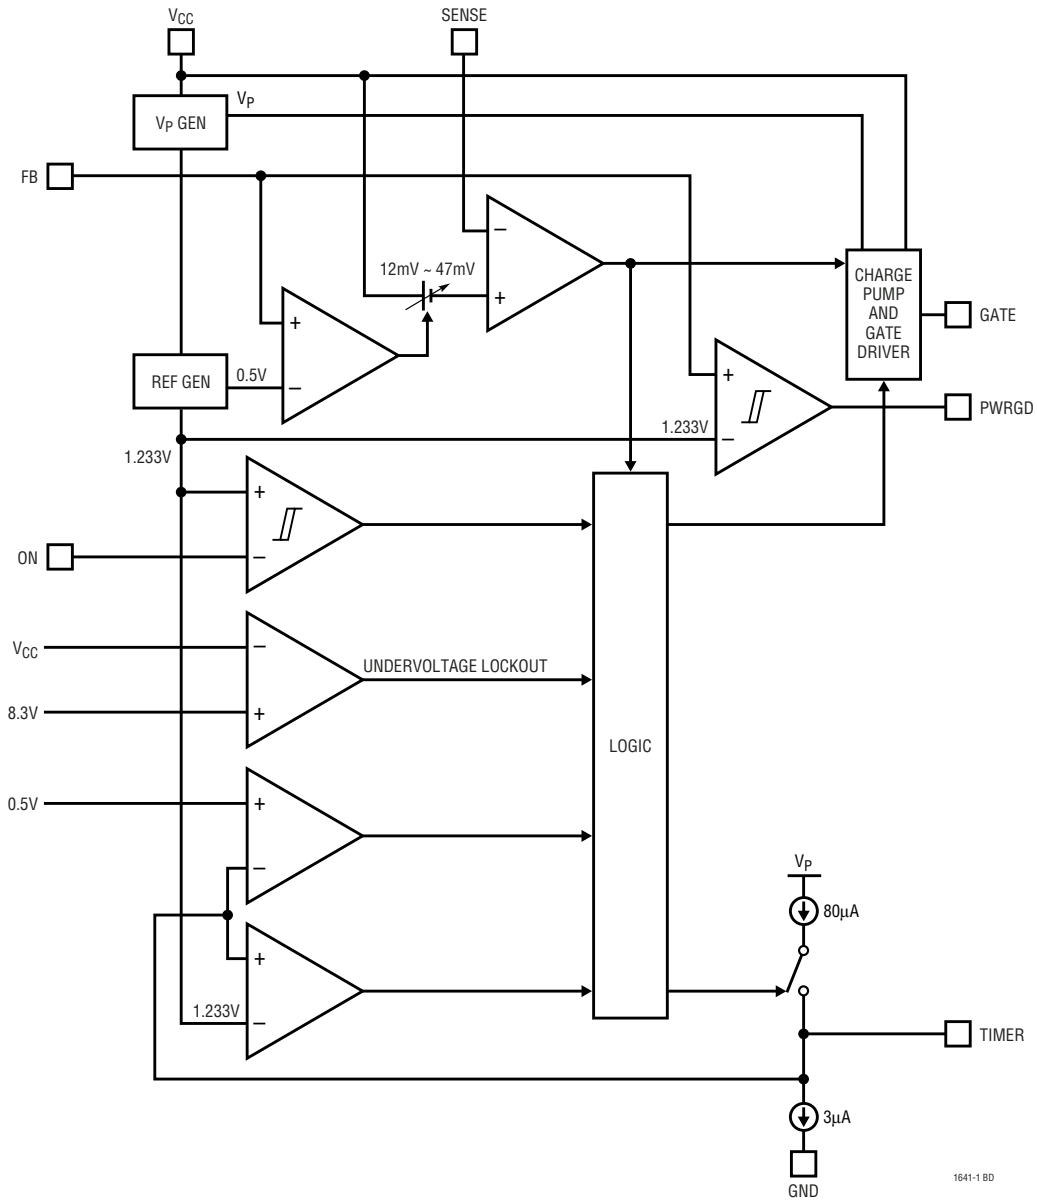 VCC
SENSE
VP
VP GEN
FB
12mV ~ 47mV
–
+
CHARGE
PUMP
AND
GATE
DRIVER
GATE
+
–
REF GEN
0.5V
+
–
PWRGD
1.233V
1.233V
+
–
ON
VCC
–
UNDERVOLTAGE LOCKOUT
8.3V
+
LOGIC
0.5V
+
–
VP
80µA
+
1.233V
–
TIMER
3µA
GND
1641-1 BD